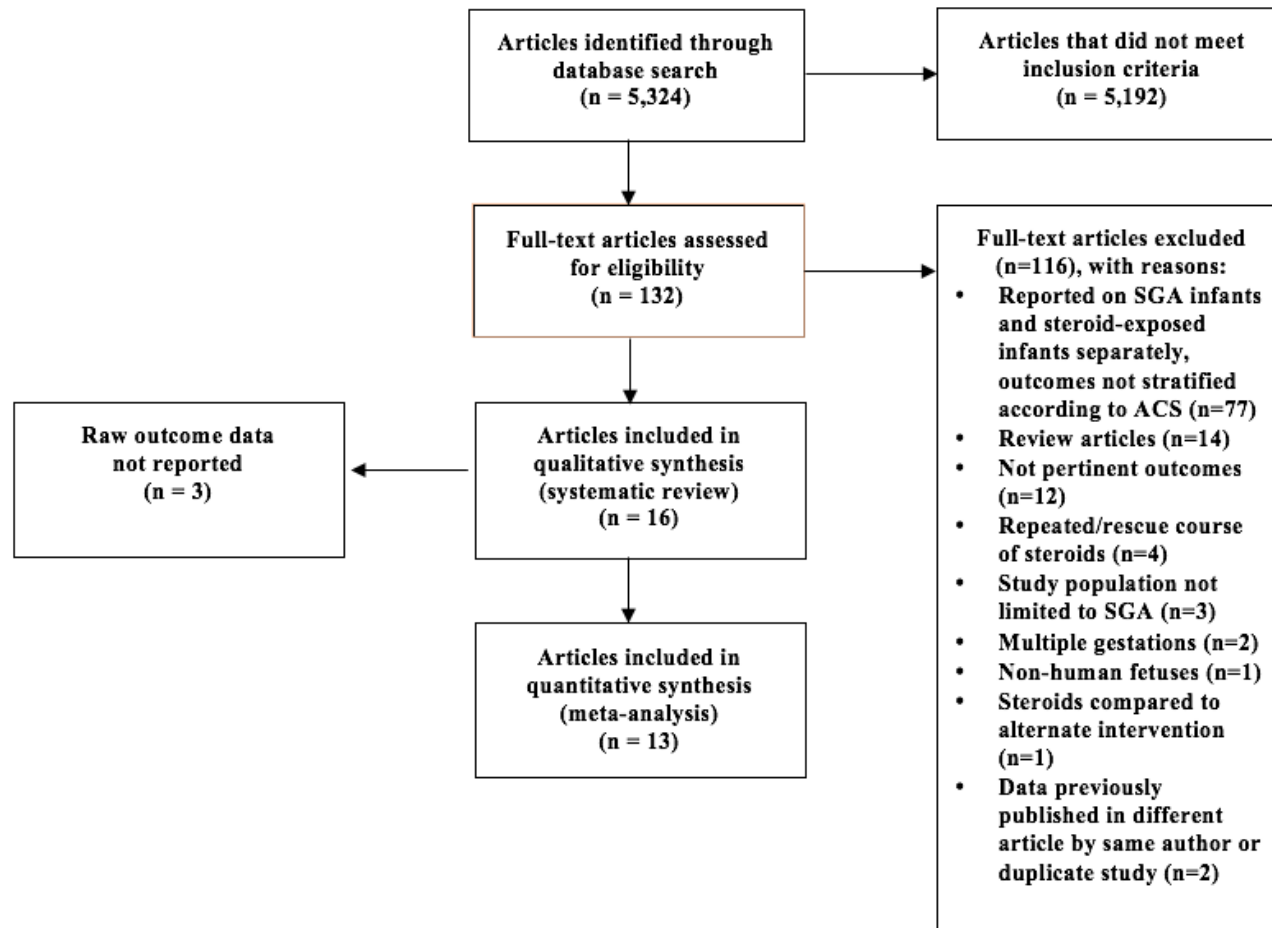 Articles identified through
database search
(n = 5,324)
Articles that did not meet
inclusion criteria
(n = 5,192)
Full-text articles assessed
for eligibility
(n = 132)
Full-text articles excluded
(n=116), with reasons:
• Reported on SGA infants
and steroid-exposed
infants separately,
outcomes not stratified
according to ACS (n=77)
• Review articles (n=14)
• Not pertinent outcomes
(n=12)
• Repeated/rescue course
of steroids (n=4)
• Study population not
limited to SGA (n=3)
• Multiple gestations (n=2)
• Non-human fetuses (n=1)
• Steroids compared to
alternate intervention
(n=1)
• Data previously
published in different
article by same author or
duplicate study (n=2)
Raw outcome data
not reported
(n = 3)
Articles included in
qualitative synthesis
(systematic review)
(n = 16)
Articles included in
quantitative synthesis
(meta-analysis)
(n = 13)